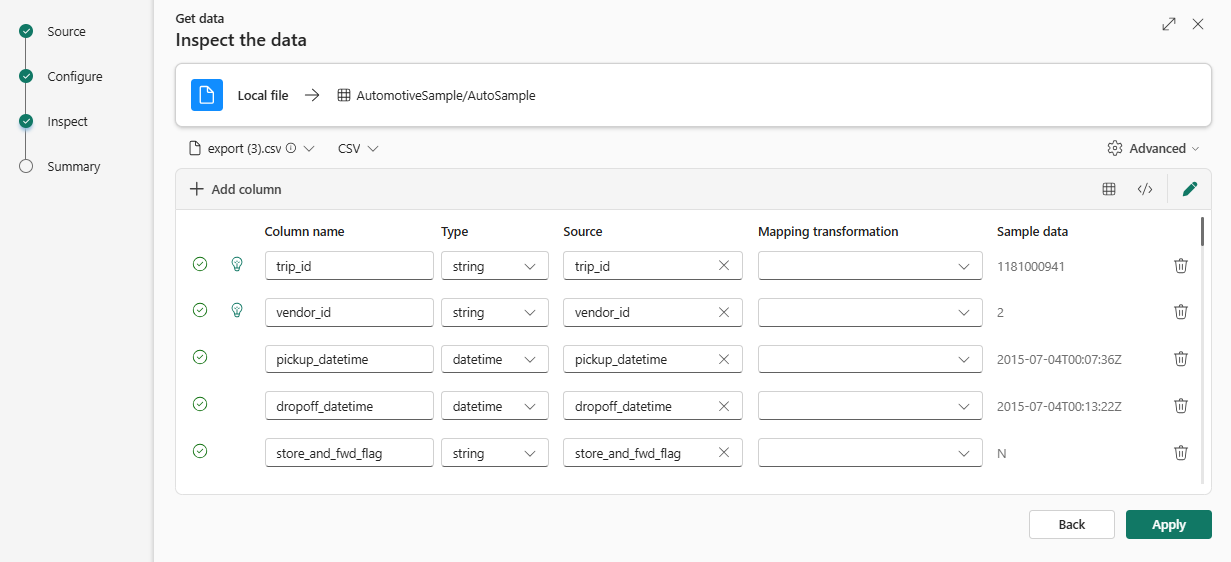 Source
Configure
Inspect
Summary
Get data
Inspect the data
Local file AutomotiveSample/AutoSample
export (3).csv CSV Advanced
Add column </>
Column name Type Source Mapping transformation Sample data
trip_id string trip_id 1181000941
vendor_id string vendor_id 2
pickup_datetime datetime pickup_datetime 2015-07-04T00:07:36Z
dropoff_datetime datetime dropoff_datetime 2015-07-04T00:13:22Z
store_and_fwd_flag string store_and_fwd_flag N
Back Apply